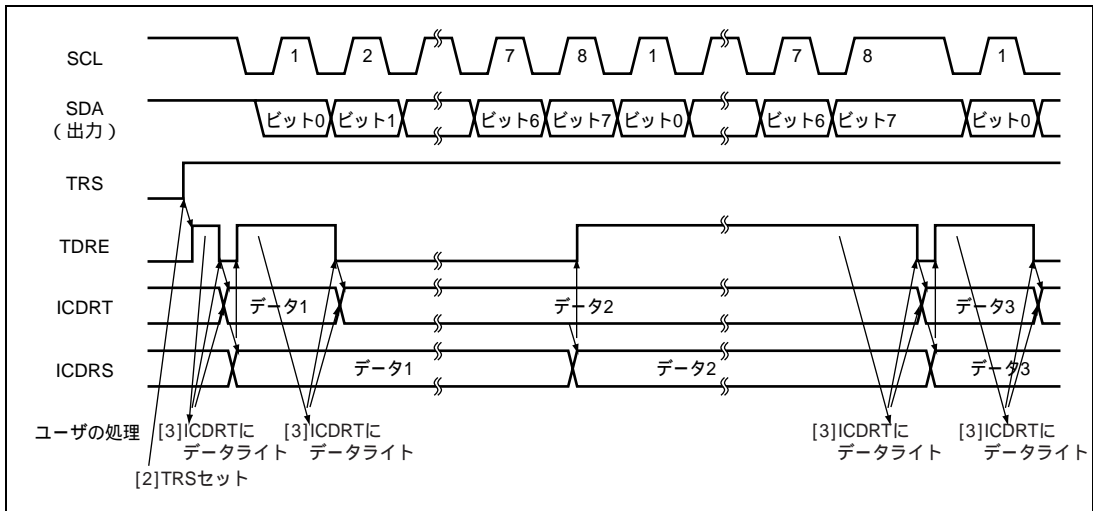 SCL 1 2 7 8 1 7 8 1
SDA
(出力) ビット0 ビット1 ビット6 ビット7 ビット0 ビット6 ビット7 ビット0
TRS
TDRE
ICDRT データ1 データ2 データ3
ICDRS データ1 データ2 データ3
ユーザの処理 [3]ICDRTに [3]ICDRTに [3]ICDRTに [3]ICDRTに
データライト データライト データライト データライト
[2]TRSセット